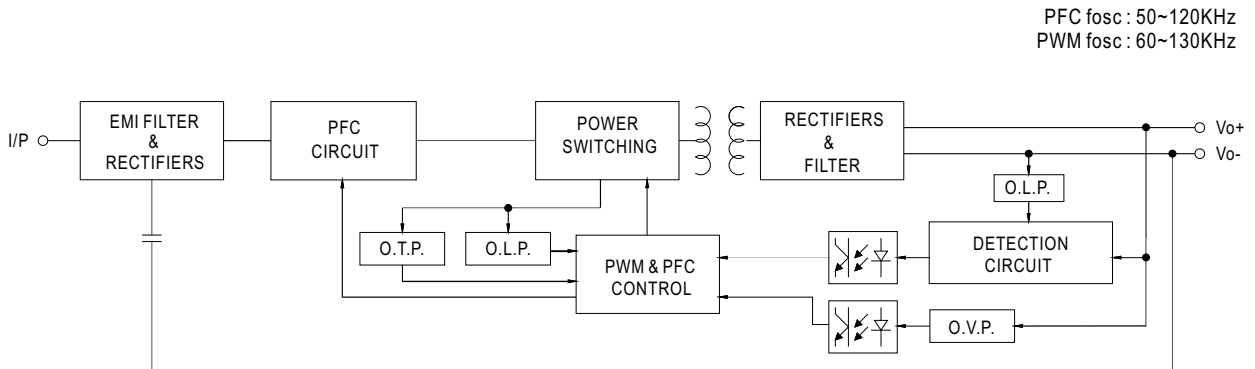 PFC fosc : 50~120KHz
PWM fosc : 60~130KHz
I/P
EMI FILTER
&
RECTIFIERS
PFC
CIRCUIT
POWER
SWITCHING
RECTIFIERS
&
FILTER
Vo+
Vo-
O.L.P.
O.T.P.
O.L.P.
PWM & PFC
CONTROL
DETECTION
CIRCUIT
O.V.P.